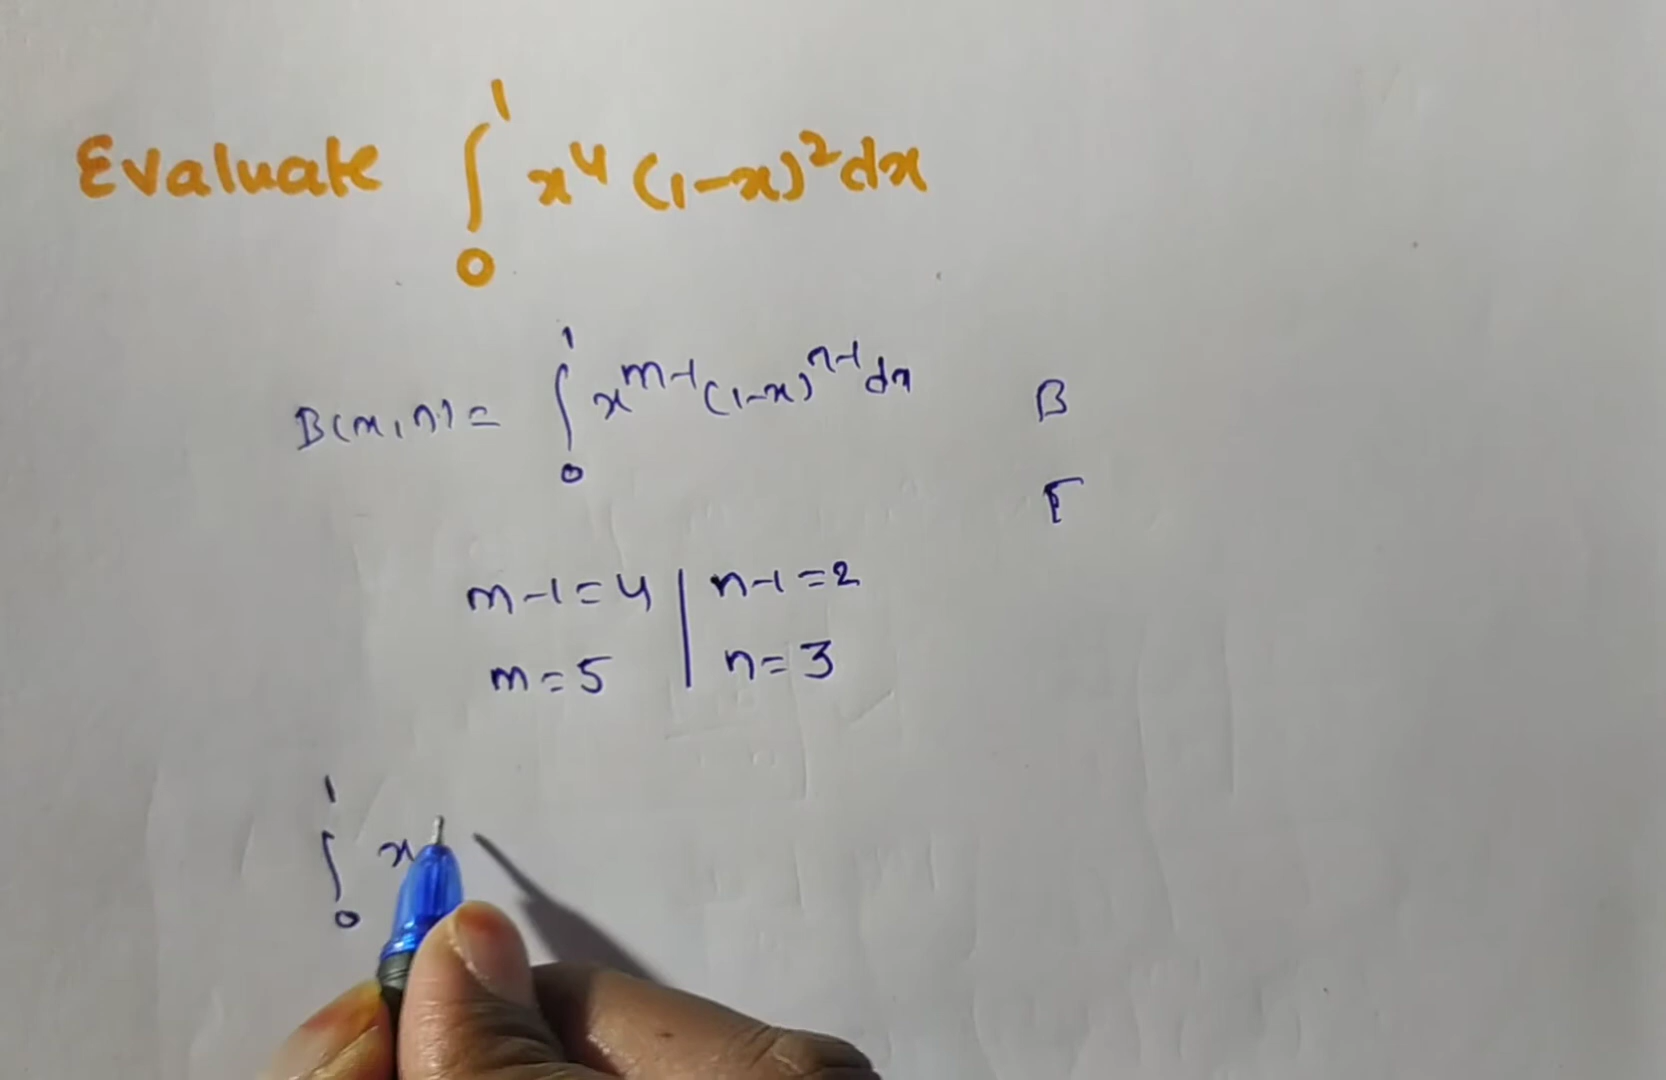 Evaluate ∫₀¹ x⁴ (1-x)² dx
B(m,n) = ∫₀¹ x^{m-1} (1-x)^{n-1} dx
B
Γ
m-1=4 | n-1=2
m=5 | n=3
∫₀¹ x